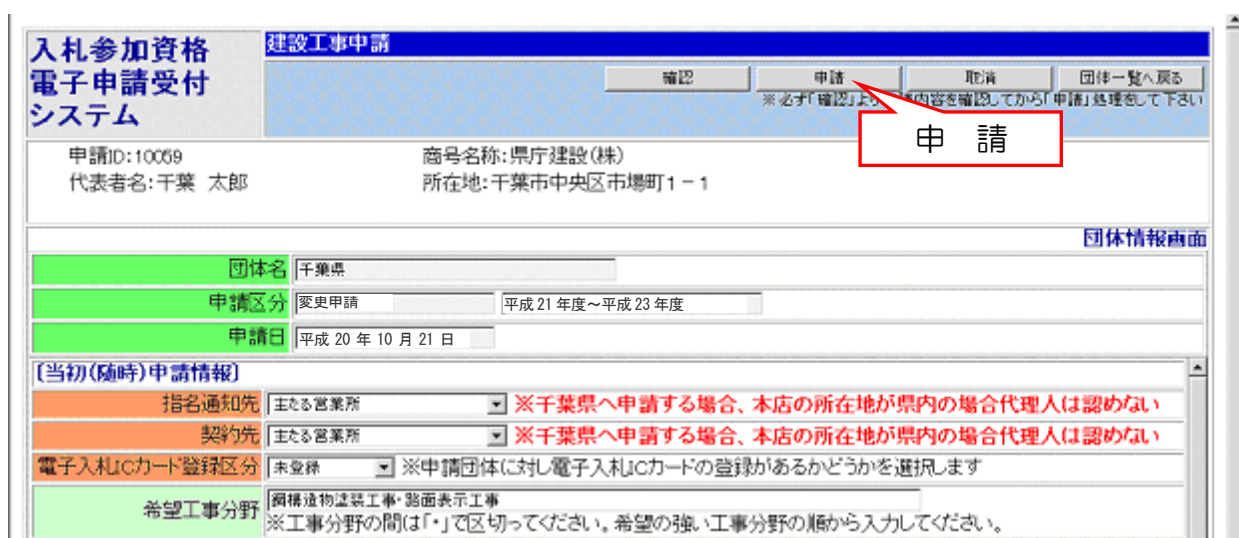 入札参加資格
電子申請受付
システム
建設工事申請
確認 申請 取消 団体一覧へ戻る
※必ず「確認」より 請内容を確認してから「申請」処理をして下さい
申 請
申請ID:10059 商号名称:県庁建設(株)
代表者名:千葉 太郎 所在地:千葉市中央区市場町1-1
団体情報画面
団体名 千葉県
申請区分 変更申請 平成21年度～平成23年度
申請日 平成 20 年 10 月 21 日
[当初(随時)申請情報]
指名通知先 主たる営業所 ※千葉県へ申請する場合、本店の所在地が県内の場合代理人は認めない
契約先 主たる営業所 ※千葉県へ申請する場合、本店の所在地が県内の場合代理人は認めない
電子入札ICカード登録区分 未登録 ※申請団体に対し電子入札ICカードの登録があるかどうかを選択します
希望工事分野 鋼構造物塗装工事・路面表示工事
※工事分野の間は「・」で区切ってください。希望の強い工事分野の順から入力してください。